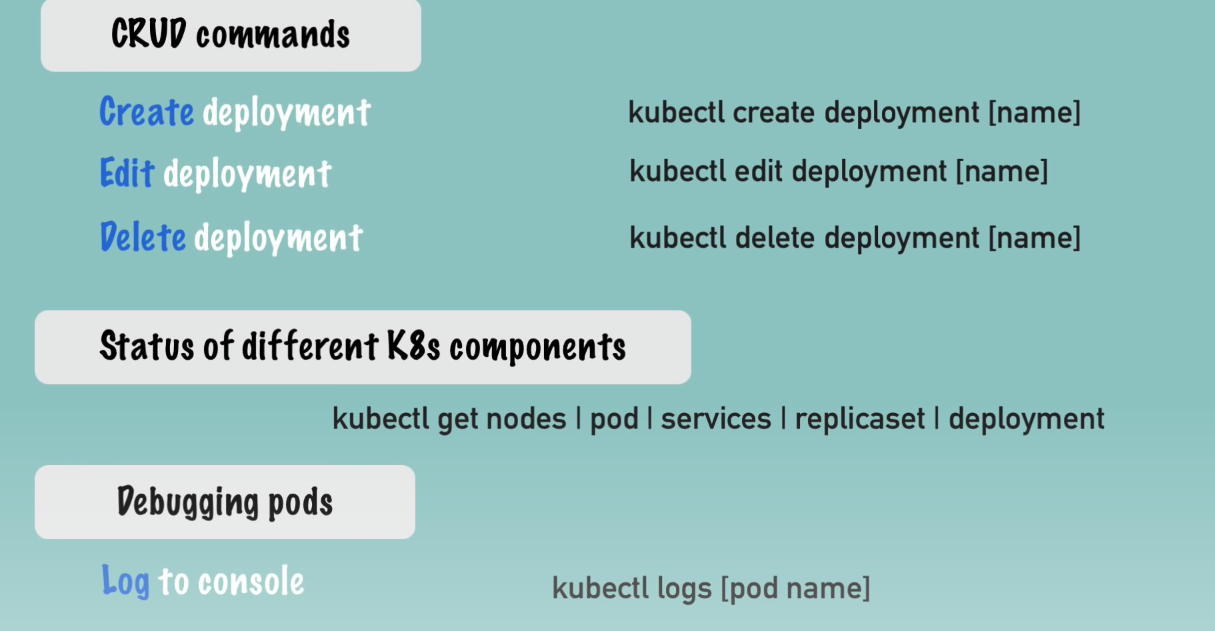 CRUD commands
Create deployment kubectl create deployment [name]
Edit deployment kubectl edit deployment [name]
Delete deployment kubectl delete deployment [name]
Status of different K8s components
kubectl get nodes | pod | services | replicaset | deployment
Debugging pods
Log to console kubectl logs [pod name]